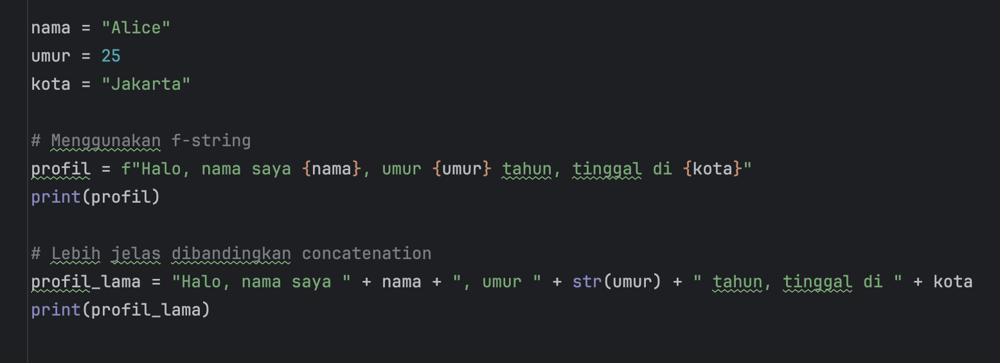 nama = "Alice"
umur = 25
kota = "Jakarta"
# Menggunakan f-string
profil = f"Halo, nama saya {nama}, umur {umur} tahun, tinggal di {kota}"
print(profil)
# Lebih jelas dibandingkan concatenation
profil_lama = "Halo, nama saya " + nama + ", umur " + str(umur) + " tahun, tinggal di " + kota
print(profil_lama)